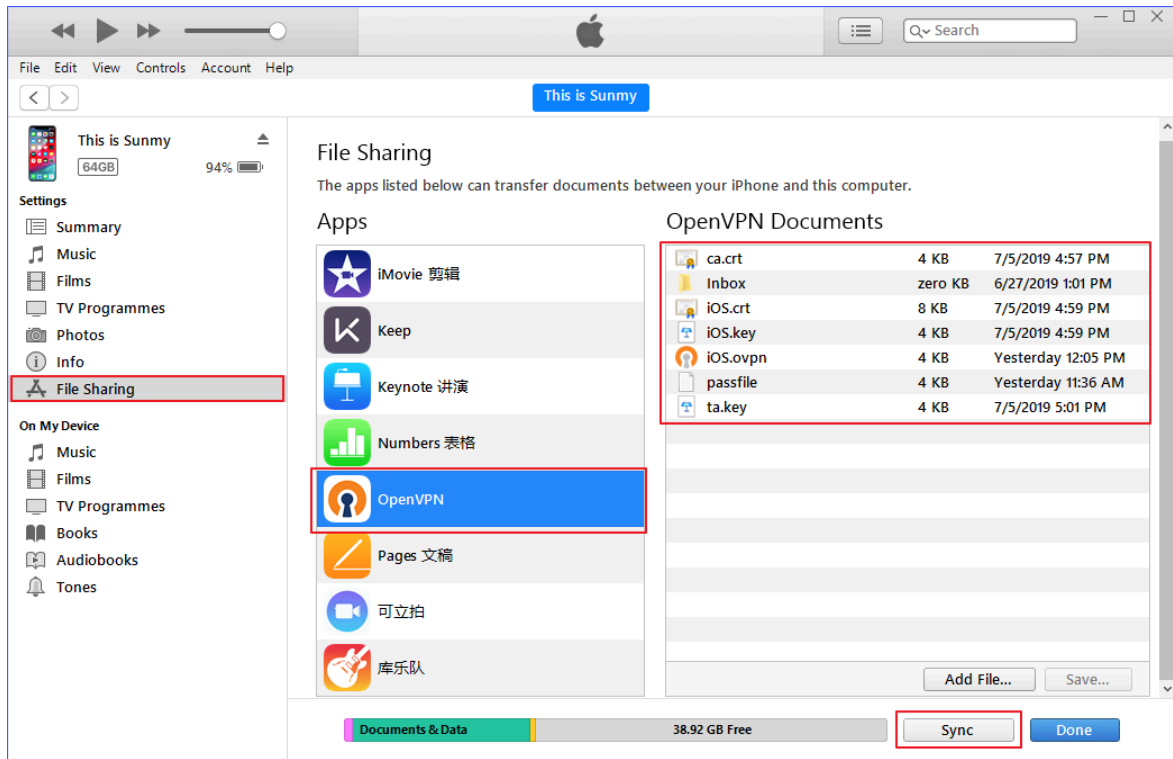 Search
File Edit View Controls Account Help
This is Sunmy
This is Sunmy
64GB 94%
Settings
Summary
Music
Films
TV Programmes
Photos
Info
File Sharing
On My Device
Music
Films
TV Programmes
Books
Audiobooks
Tones
File Sharing
The apps listed below can transfer documents between your iPhone and this computer.
Apps
iMovie 剪辑
Keep
Keynote 讲演
Numbers 表格
OpenVPN
Pages 文稿
可立拍
库乐队
OpenVPN Documents
ca.crt 4 KB 7/5/2019 4:57 PM
Inbox zero KB 6/27/2019 1:01 PM
iOS.crt 8 KB 7/5/2019 4:59 PM
iOS.key 4 KB 7/5/2019 4:59 PM
iOS.ovpn 4 KB Yesterday 12:05 PM
passfile 4 KB Yesterday 11:36 AM
ta.key 4 KB 7/5/2019 5:01 PM
Add File... Save...
Documents & Data 38.92 GB Free Sync Done